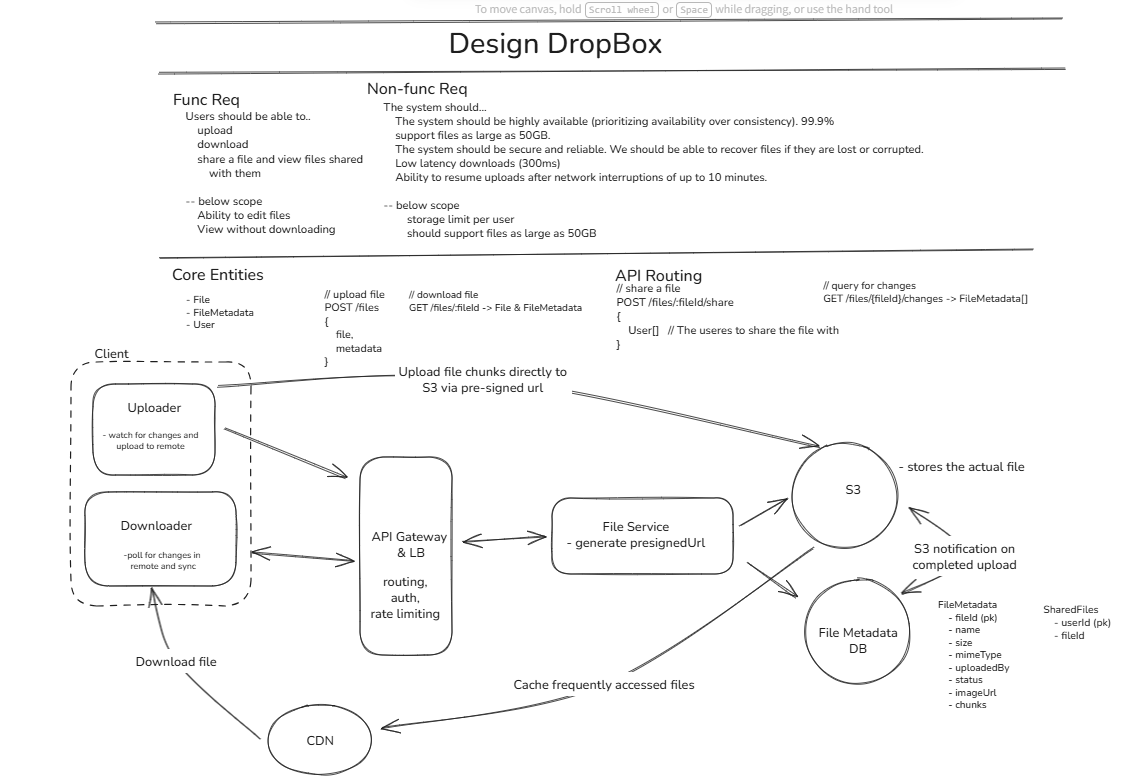 To move canvas, hold Scroll wheel or Space while dragging, or use the hand tool
Design DropBox
Func Req
Users should be able to..
upload
download
share a file and view files shared
with them
-- below scope
Ability to edit files
View without downloading
Non-func Req
The system should...
The system should be highly available (prioritizing availability over consistency). 99.9%
support files as large as 50GB.
The system should be secure and reliable. We should be able to recover files if they are lost or corrupted.
Low latency downloads (300ms)
Ability to resume uploads after network interruptions of up to 10 minutes.
-- below scope
storage limit per user
should support files as large as 50GB
Core Entities
- File
- FileMetadata
- User
// upload file
POST /files
{
file,
metadata
}
// download file
GET /files/:fileId -> File & FileMetadata
API Routing
// share a file
POST /files/:fileId/share
{
User[] // The useres to share the file with
}
// query for changes
GET /files/{fileId}/changes -> FileMetadata[]
Client
Uploader
- watch for changes and
upload to remote
Downloader
-poll for changes in
remote and sync
Upload file chunks directly to
S3 via pre-signed url
API Gateway
& LB
routing,
auth,
rate limiting
File Service
- generate presignedUrl
S3
- stores the actual file
S3 notification on
completed upload
File Metadata
DB
FileMetadata
- fileId (pk)
- name
- size
- mimeType
- uploadedBy
- status
- imageUrl
- chunks
SharedFiles
- userId (pk)
- fileId
Download file
Cache frequently accessed files
CDN